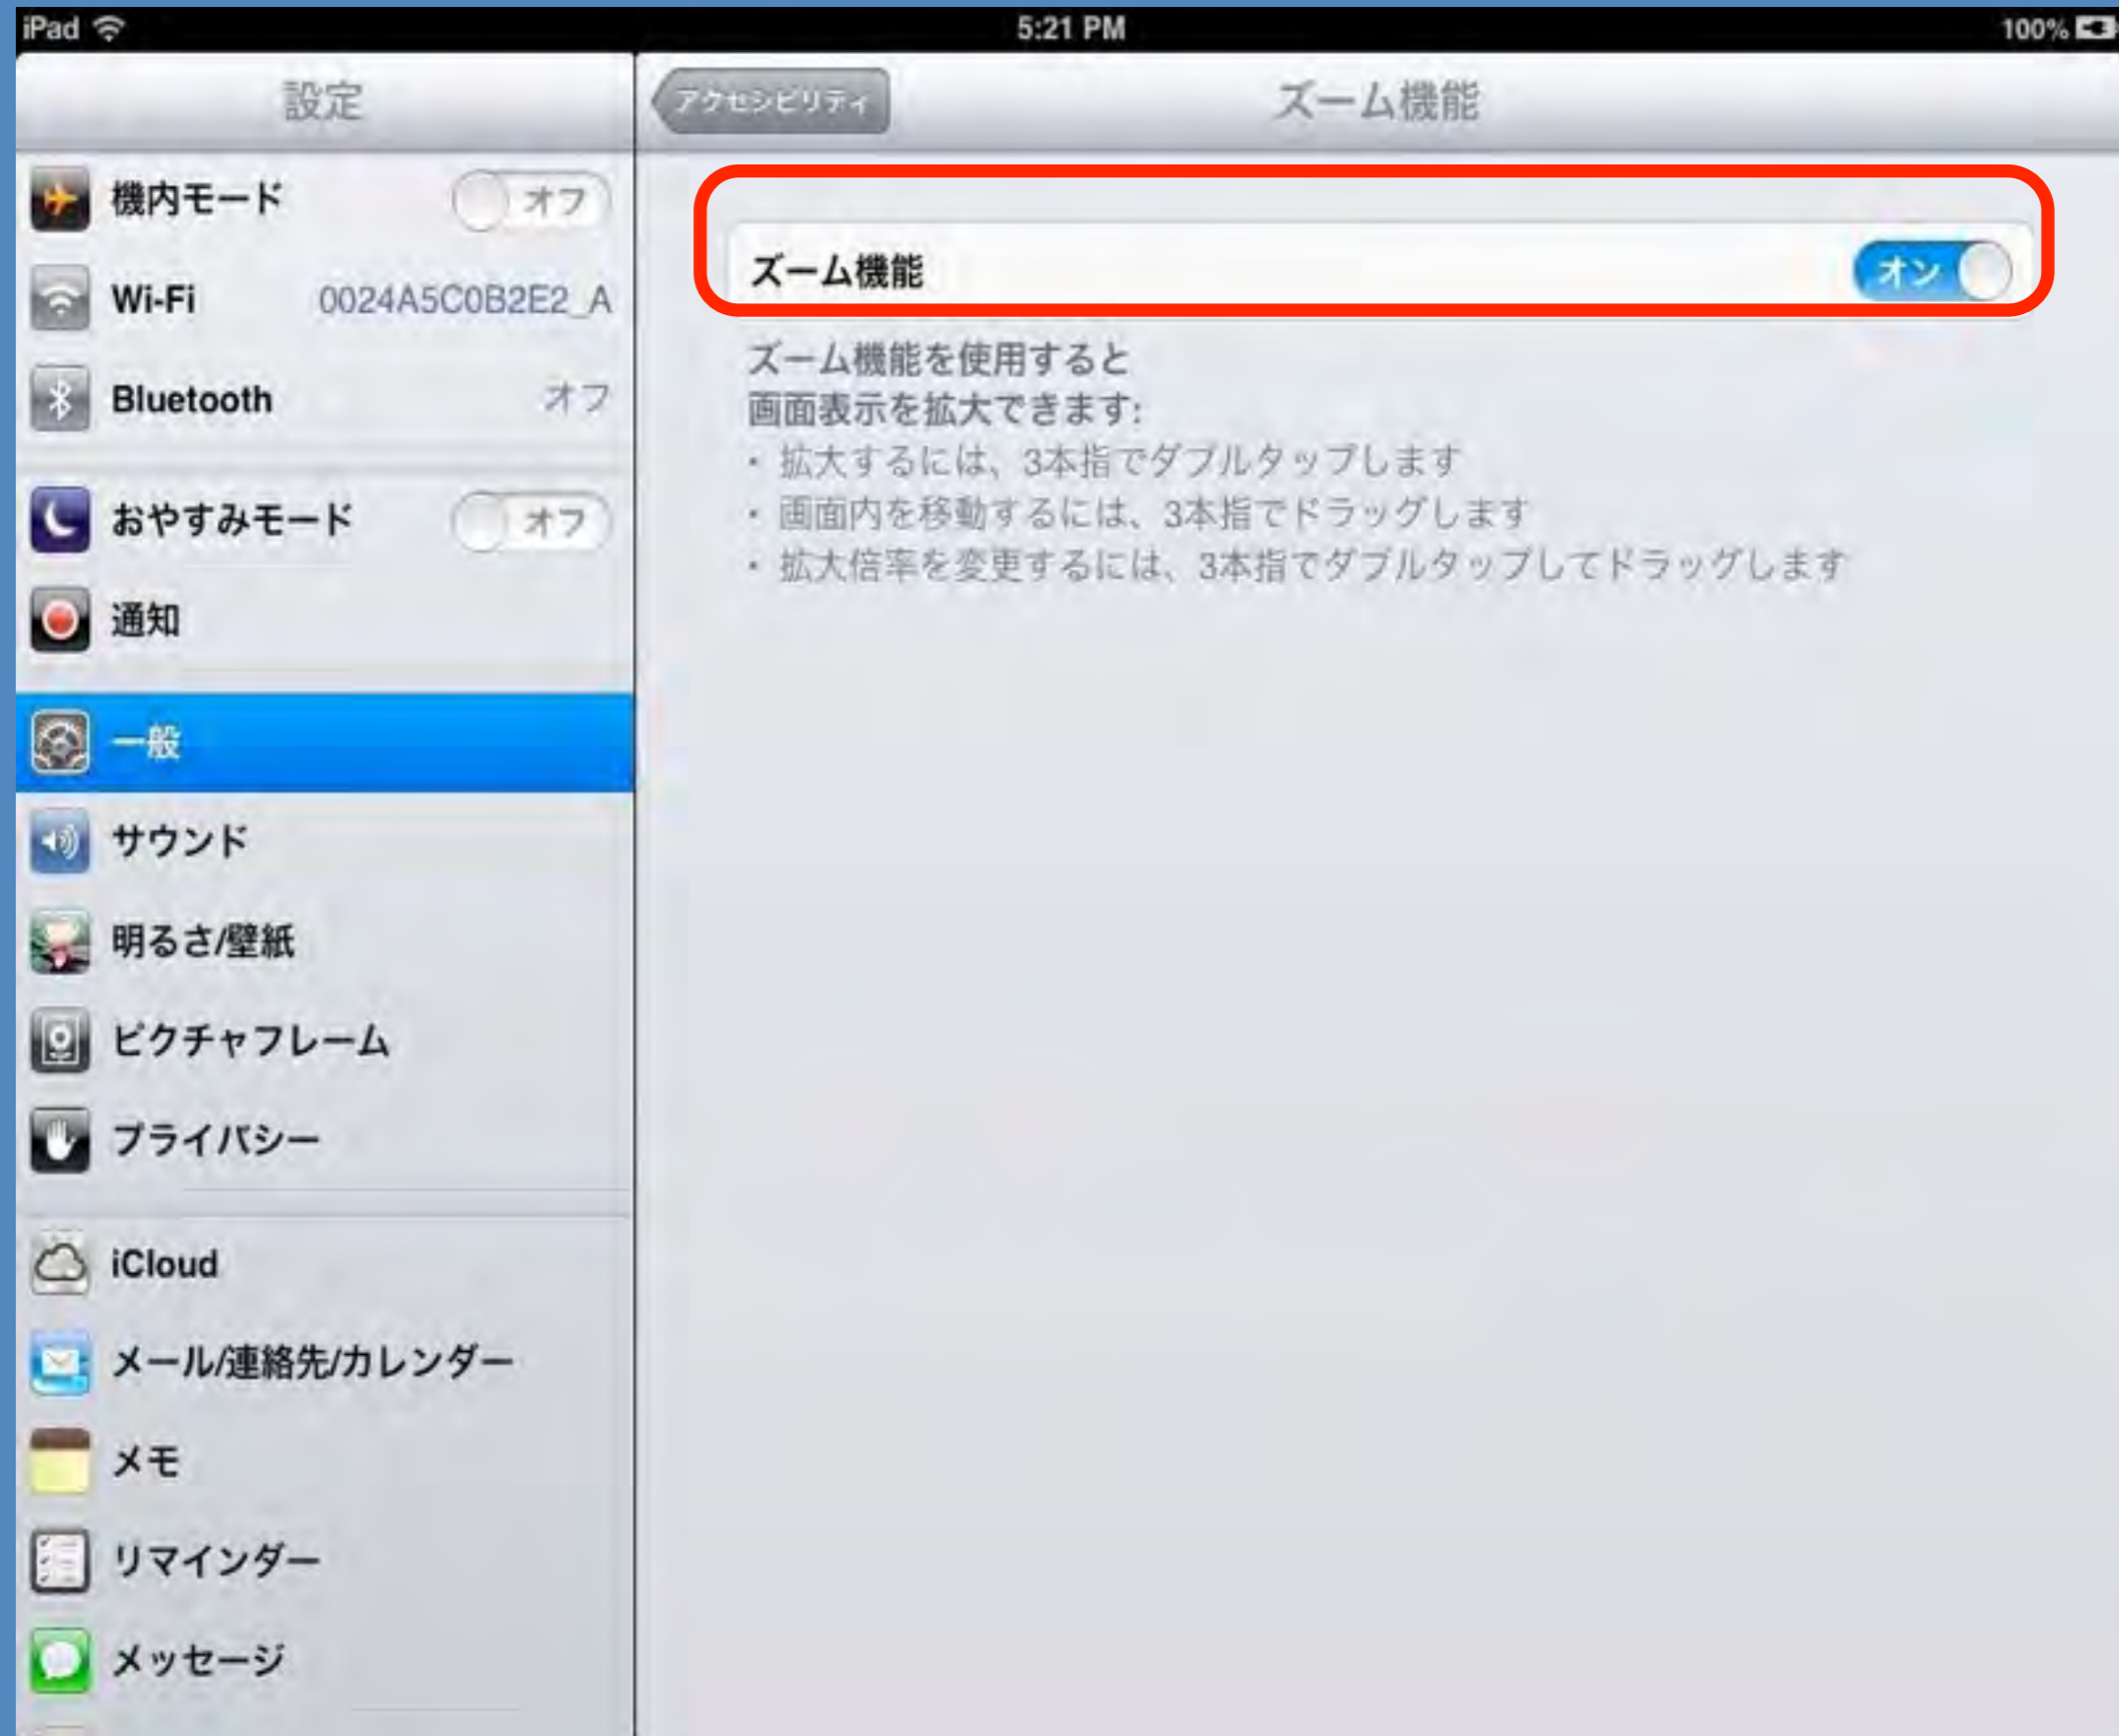 iPad
5:21 PM
100%
設定
機内モード オフ
Wi-Fi 0024A5C0B2E2_A
Bluetooth オフ
おやすみモード オフ
通知
一般
サウンド
明るさ/壁紙
ピクチャフレーム
プライバシー
iCloud
メール/連絡先/カレンダー
メモ
リマインダー
メッセージ
アクセシビリティ
ズーム機能
ズーム機能 オン
ズーム機能を使用すると
画面表示を拡大できます:
・拡大するには、3本指でダブルタップします
・画面内を移動するには、3本指でドラッグします
・拡大倍率を変更するには、3本指でダブルタップしてドラッグします